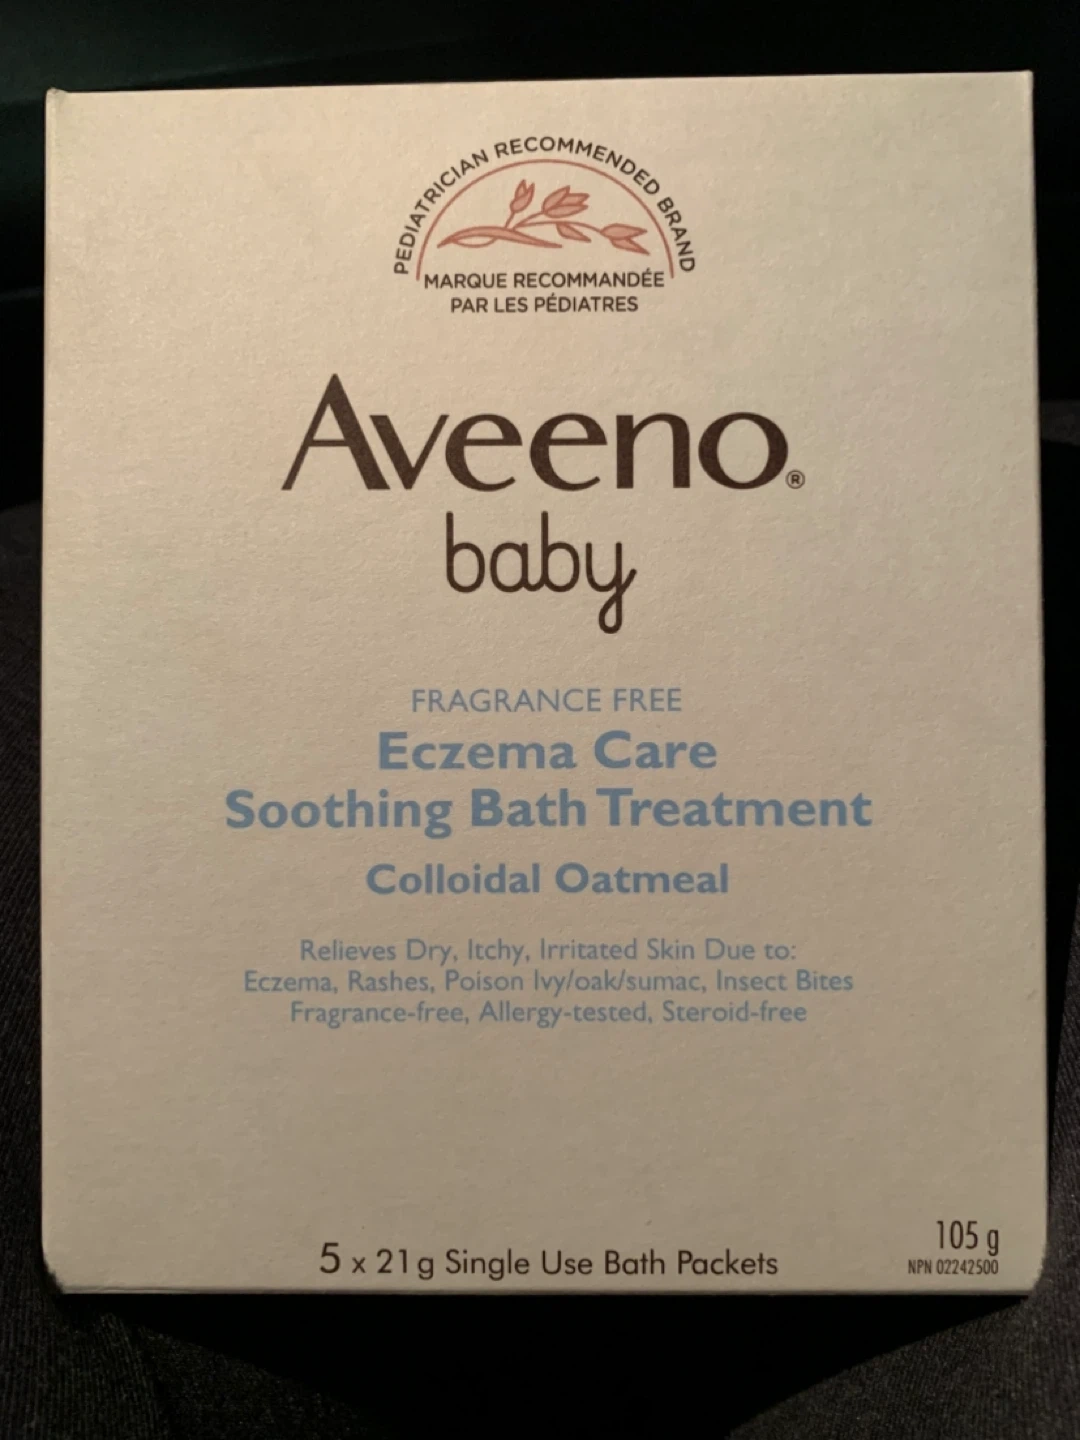 PEDIATRICIAN RECOMMENDED BRAND
MARQUE RECOMMANDÉE
PAR LES PÉDIATRES
Aveeno®
baby
FRAGRANCE FREE
Eczema Care
Soothing Bath Treatment
Colloidal Oatmeal
Relieves Dry, Itchy, Irritated Skin Due to:
Eczema, Rashes, Poison Ivy/oak/sumac, Insect Bites
Fragrance-free, Allergy-tested, Steroid-free
5 x 21g Single Use Bath Packets
105 g
NPN 02242500